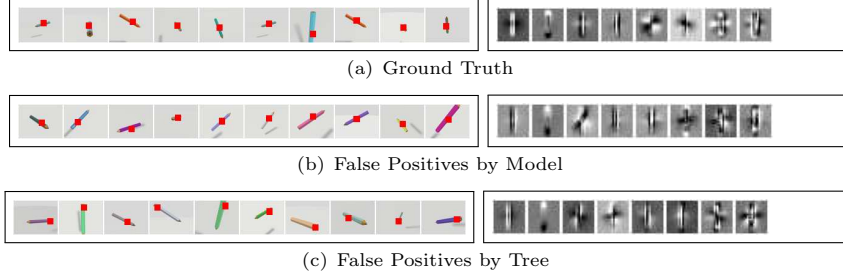 (a) Ground Truth
(b) False Positives by Model
(c) False Positives by Tree